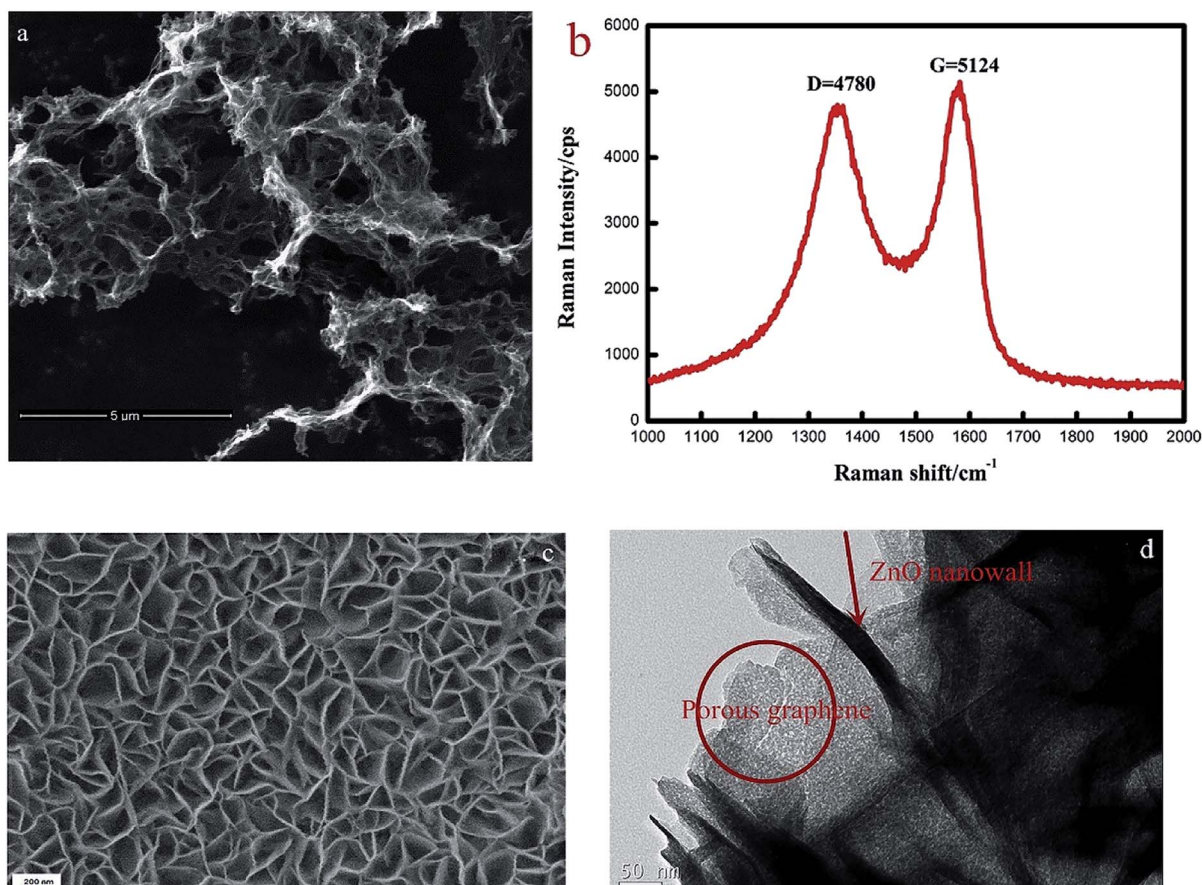 a
5 µm
b
D=4780
G=5124
Raman Intensity/cps
6000
5000
4000
3000
2000
1000
0
1000 1100 1200 1300 1400 1500 1600 1700 1800 1900 2000
Raman shift/cm⁻¹
c
200 nm
d
ZnO nanowall
Porous graphene
50 nm